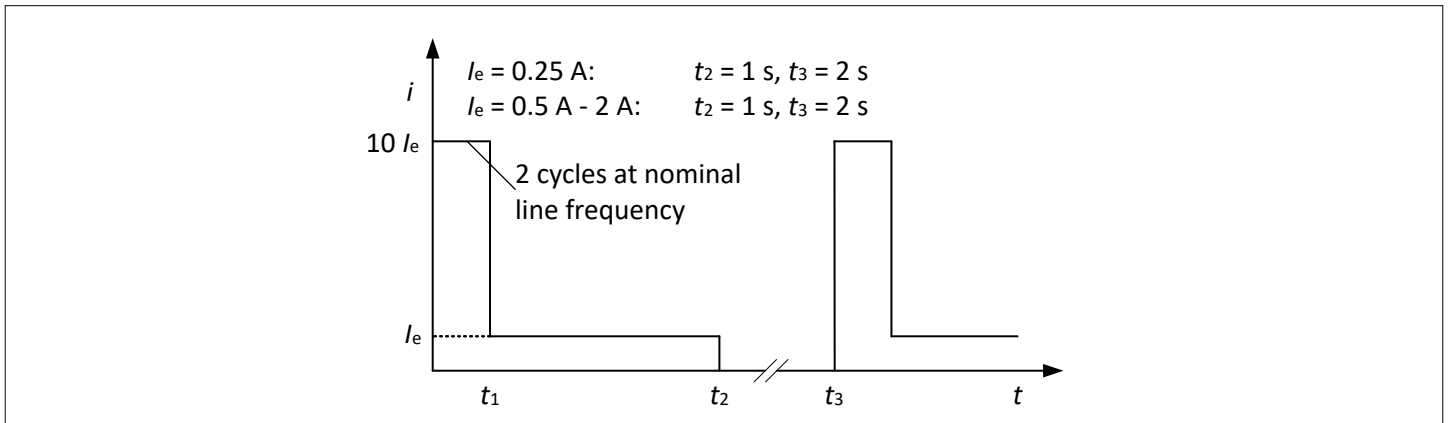 Ie = 0.25 A: t2 = 1 s, t3 = 2 s
i
Ie = 0.5 A - 2 A: t2 = 1 s, t3 = 2 s
10 Ie
2 cycles at nominal
line frequency
Ie
t1 t2 t3 t